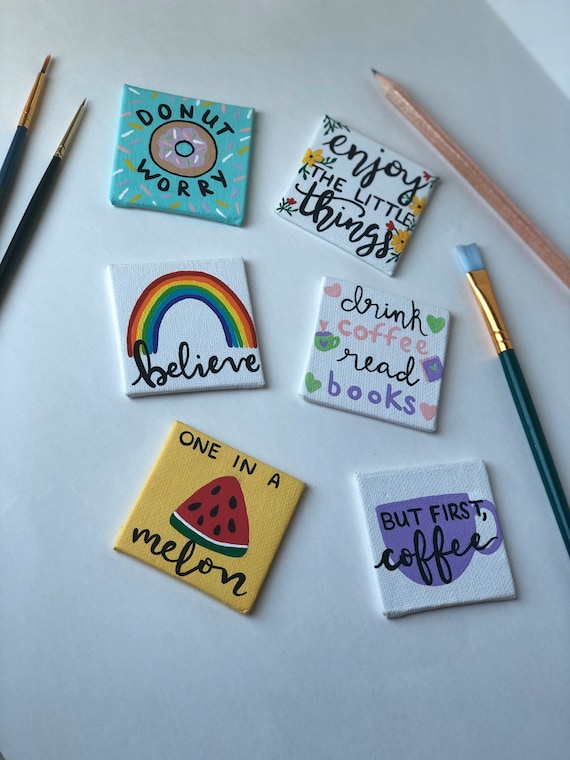 DONUT
WORRY
enjoy
THE LITTLE
things
believe
drink
coffee
read
books
ONE IN A
melon
BUT FIRST,
coffee